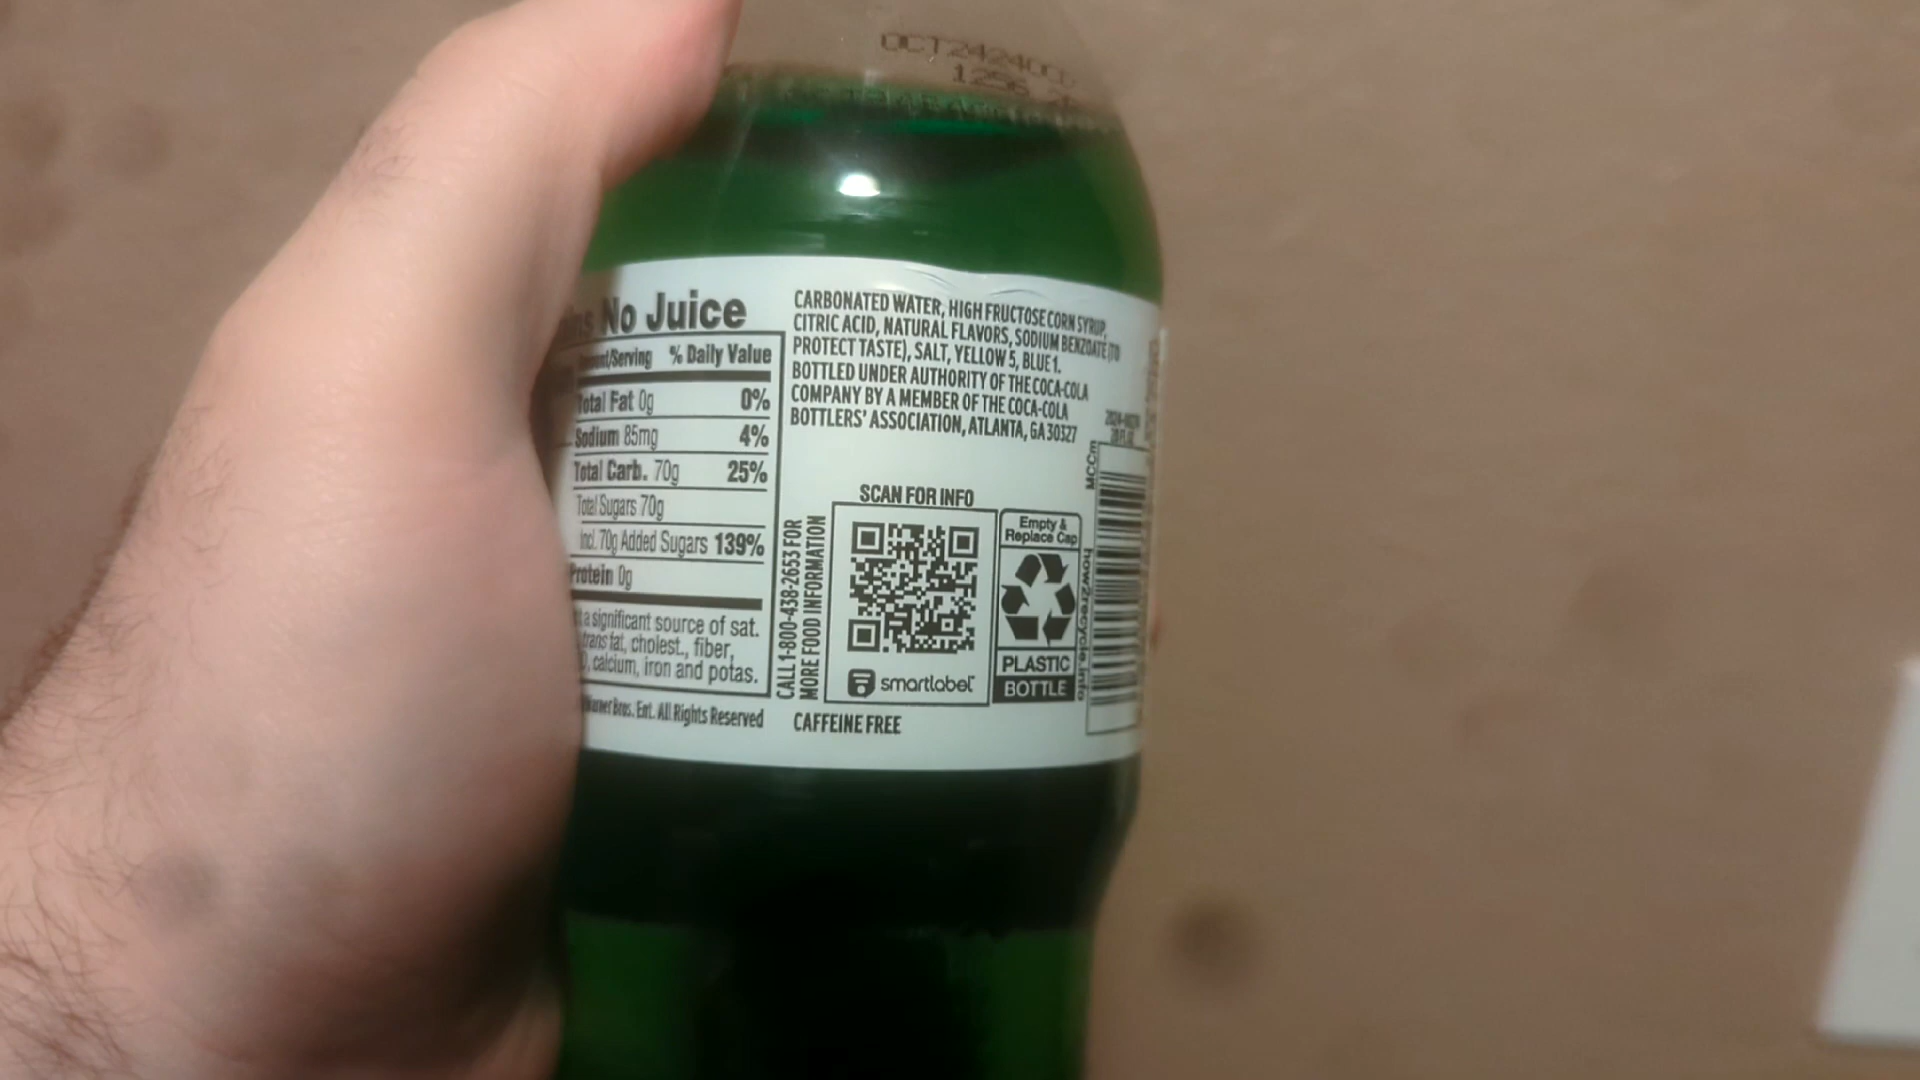 OCT2424
No Juice
% Daily Value
Total Fat 0g 0%
Sodium 85mg 4%
Total Carb. 70g 25%
Total Sugars 70g
Incl. 70g Added Sugars 139%
Protein 0g
a significant source of sat.
trans fat, cholest., fiber,
calcium, iron and potas.
Bros. Ent. All Rights Reserved
CARBONATED WATER, HIGH FRUCTOSE CORN SYRUP,
CITRIC ACID, NATURAL FLAVORS, SODIUM BENZOATE (TO
PROTECT TASTE), SALT, YELLOW 5, BLUE 1.
BOTTLED UNDER AUTHORITY OF THE COCA-COLA
COMPANY BY A MEMBER OF THE COCA-COLA
BOTTLERS' ASSOCIATION, ATLANTA, GA 30327
CALL 1-800-438-2653 FOR
MORE FOOD INFORMATION
SCAN FOR INFO
smartlabel™
Empty &
Replace Cap
PLASTIC
BOTTLE
how2recycle.info
MCCm
CAFFEINE FREE